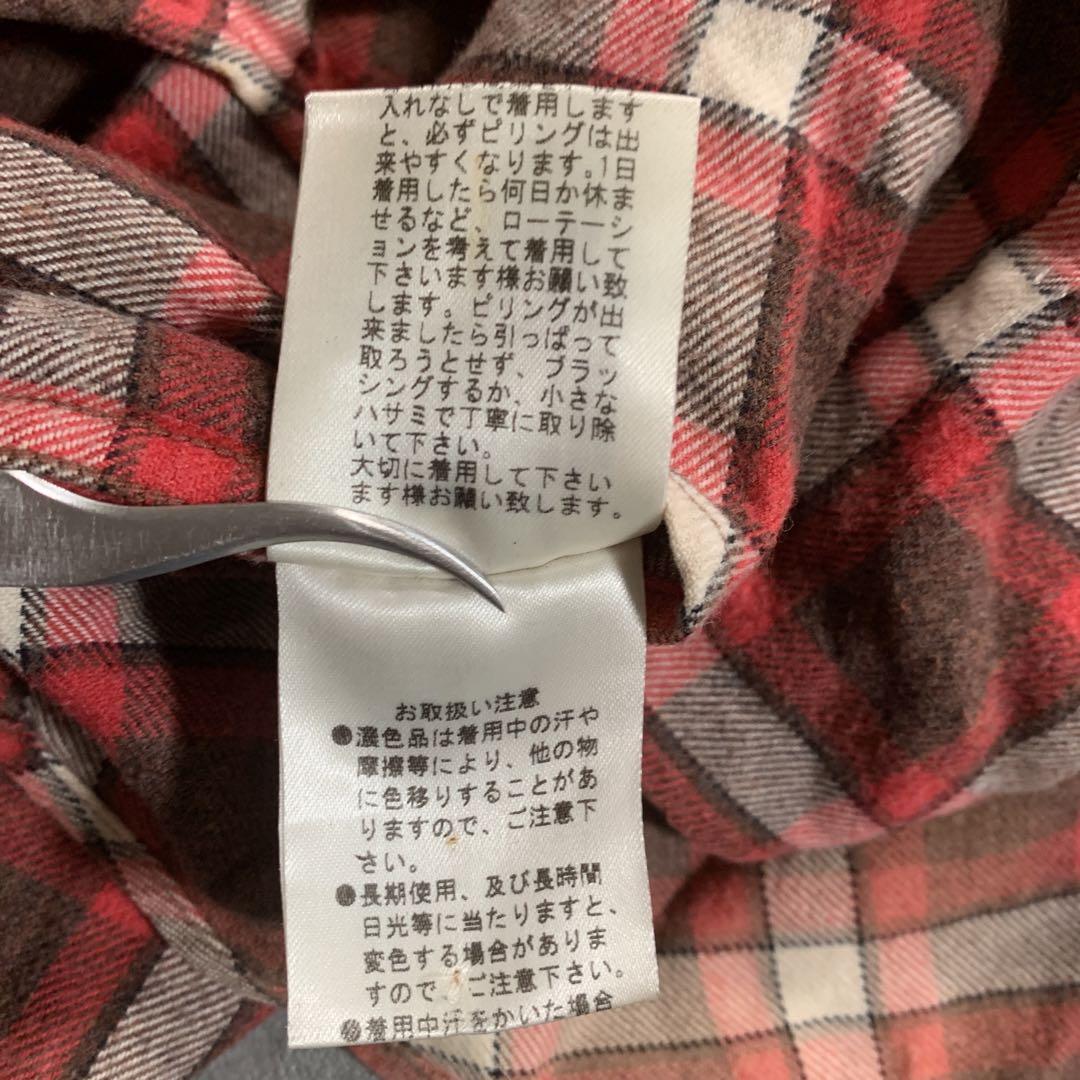 入れなしで着用します
と、必ずピリングは出
来やすくなります。1日
着用したら何日か休ま
せるなど、ローテーシ
ョンを考えて着用して
下さいます様お願い致
します。ピリングが出
来ましたら引っぱって
取ろうとせず、ブラッ
シングするか、小さな
ハサミで丁寧に取り除
いて下さい。
大切に着用して下さい
ます様お願い致します。
お取扱い注意
●濃色品は着用中の汗や
摩擦等により、他の物
に色移りすることがあ
りますので、ご注意下
さい。
●長期使用、及び長時間
日光等に当たりますと、
変色する場合がありま
すので、ご注意下さい。
●着用中汗をかいた場合